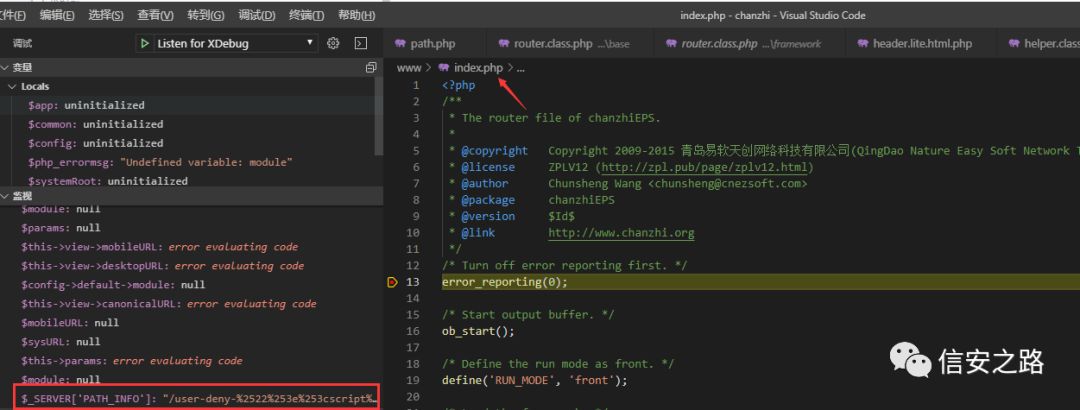 文件(F) 编辑(E) 选择(S) 查看(V) 转到(G) 调试(D) 终端(T) 帮助(H) index.php - chanzhi - Visual Studio Code
调试 Listen for XDebug
path.php router.class.php ...\base router.class.php ...\framework header.lite.html.php helper.class
变量
www > index.php > ...
Locals
$app: uninitialized
$common: uninitialized
$config: uninitialized
$php_errormsg: "Undefined variable: module"
$systemRoot: uninitialized
监视
$module: null
$params: null
$this->view->mobileURL: error evaluating code
$this->view->desktopURL: error evaluating code
$config->default->module: null
$this->view->canonicalURL: error evaluating code
$mobileURL: null
$sysURL: null
$this->params: error evaluating code
$module: null
$_SERVER['PATH_INFO']: "/user-deny-%2522%253e%253cscript%…
1 <?php
2 /**
3 * The router file of chanzhiEPS.
4 *
5 * @copyright Copyright 2009-2015 青岛易软天创网络科技有限公司(QingDao Nature Easy Soft Network T
6 * @license ZPLV12 (http://zpl.pub/page/zplv12.html)
7 * @author Chunsheng Wang <chunsheng@cnezsoft.com>
8 * @package chanzhiEPS
9 * @version $Id$
10 * @link http://www.chanzhi.org
11 */
12 /* Turn off error reporting first. */
13 error_reporting(0);
14
15 /* Start output buffer. */
16 ob_start();
17
18 /* Define the run mode as front. */
19 define('RUN_MODE', 'front');
20
信安之路